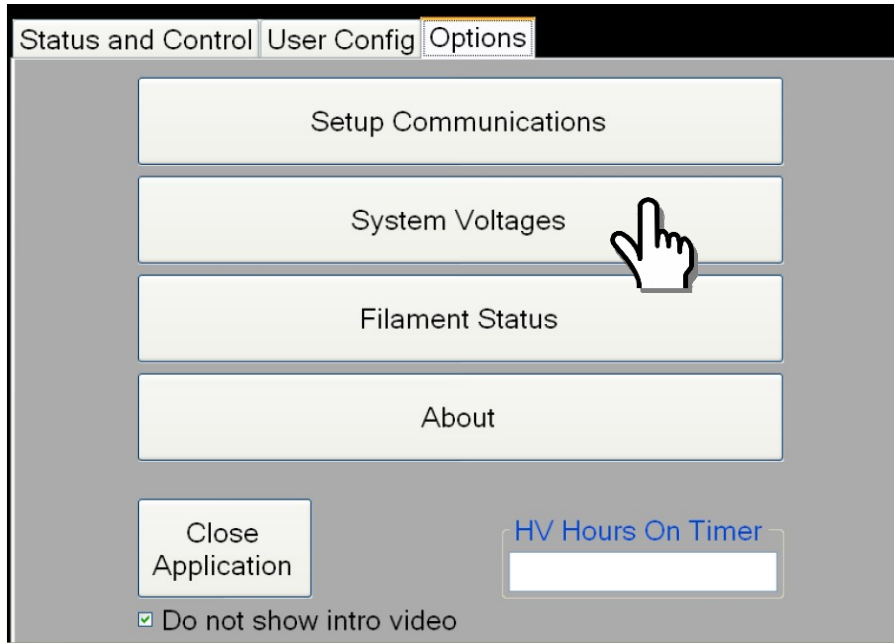 Status and Control User Config Options
Setup Communications
System Voltages
Filament Status
About
Close
Application
HV Hours On Timer
Do not show intro video